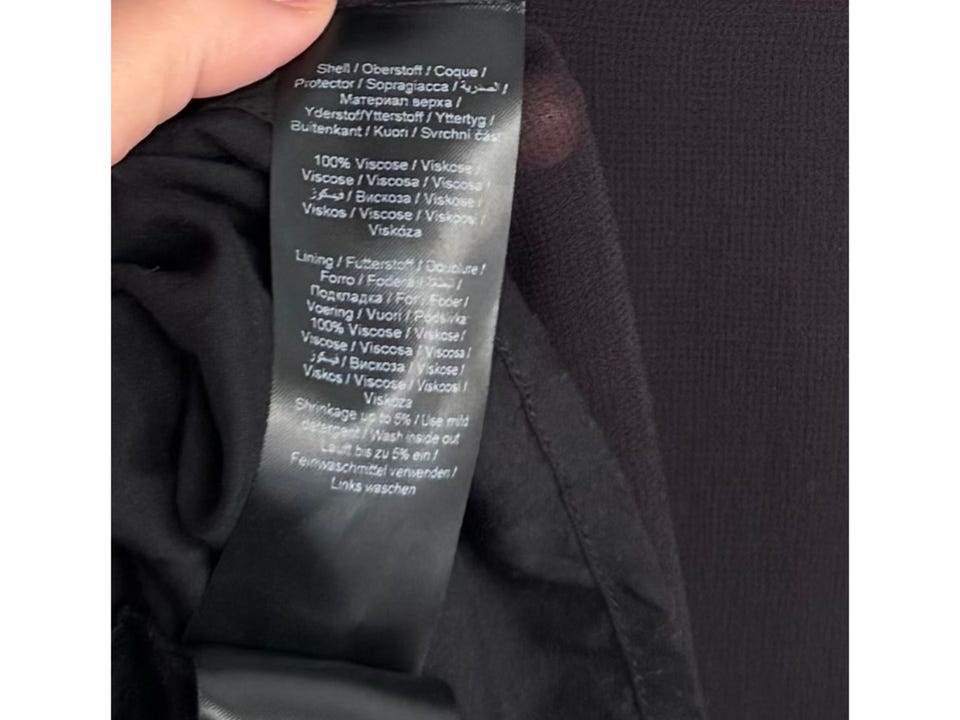 Shell / Oberstoff / Coque /
Protector / Sopragiacca / الصدرية /
Материал верха /
Yderstof/Ytterstoff / Yttertyg /
Buitenkant / Kuori / Svrchní část
100% Viscose / Viskose /
Viscose / Viscosa / Viscosa /
فيسكوز / Вискоза / Viskose /
Viskos / Viscose / Viskoosi /
Viskóza
Lining / Futterstoff / Doublure /
Forro / Fodera /
Подкладка / For / Foder /
Voering / Vuori / Podšívka
100% Viscose / Viskose /
Viscose / Viscosa / Viscosa /
فيسكوز / Вискоза / Viskose /
Viskos / Viscose / Viskoosi /
Viskóza
Shrinkage up to 5% / Use mild
detergent / Wash inside out
Läuft bis zu 5% ein /
Feinwaschmittel verwenden /
Links waschen